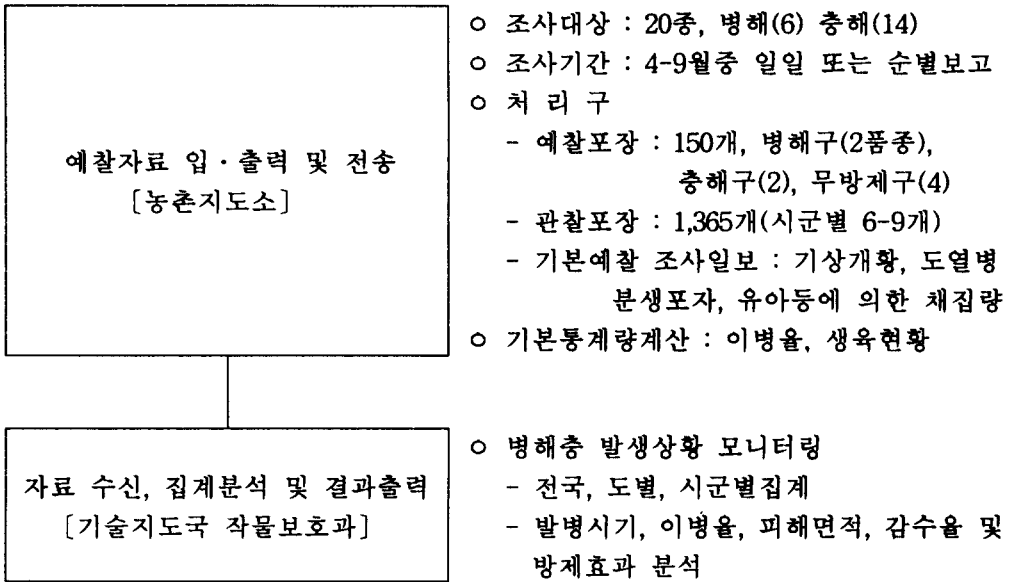 예찰자료 입·출력 및 전송
[농촌지도소]
o 조사대상 : 20종, 병해(6) 충해(14)
o 조사기간 : 4-9월중 일일 또는 순별보고
o 처 리 구
- 예찰포장 : 150개, 병해구(2품종),
충해구(2), 무방제구(4)
- 관찰포장 : 1,365개(시군별 6-9개)
- 기본예찰 조사일보 : 기상개황, 도열병
분생포자, 유아등에 의한 채집량
o 기본통계량계산 : 이병율, 생육현황
자료 수신, 집계분석 및 결과출력
[기술지도국 작물보호과]
o 병해충 발생상황 모니터링
- 전국, 도별, 시군별집계
- 발병시기, 이병율, 피해면적, 감수율 및
방제효과 분석